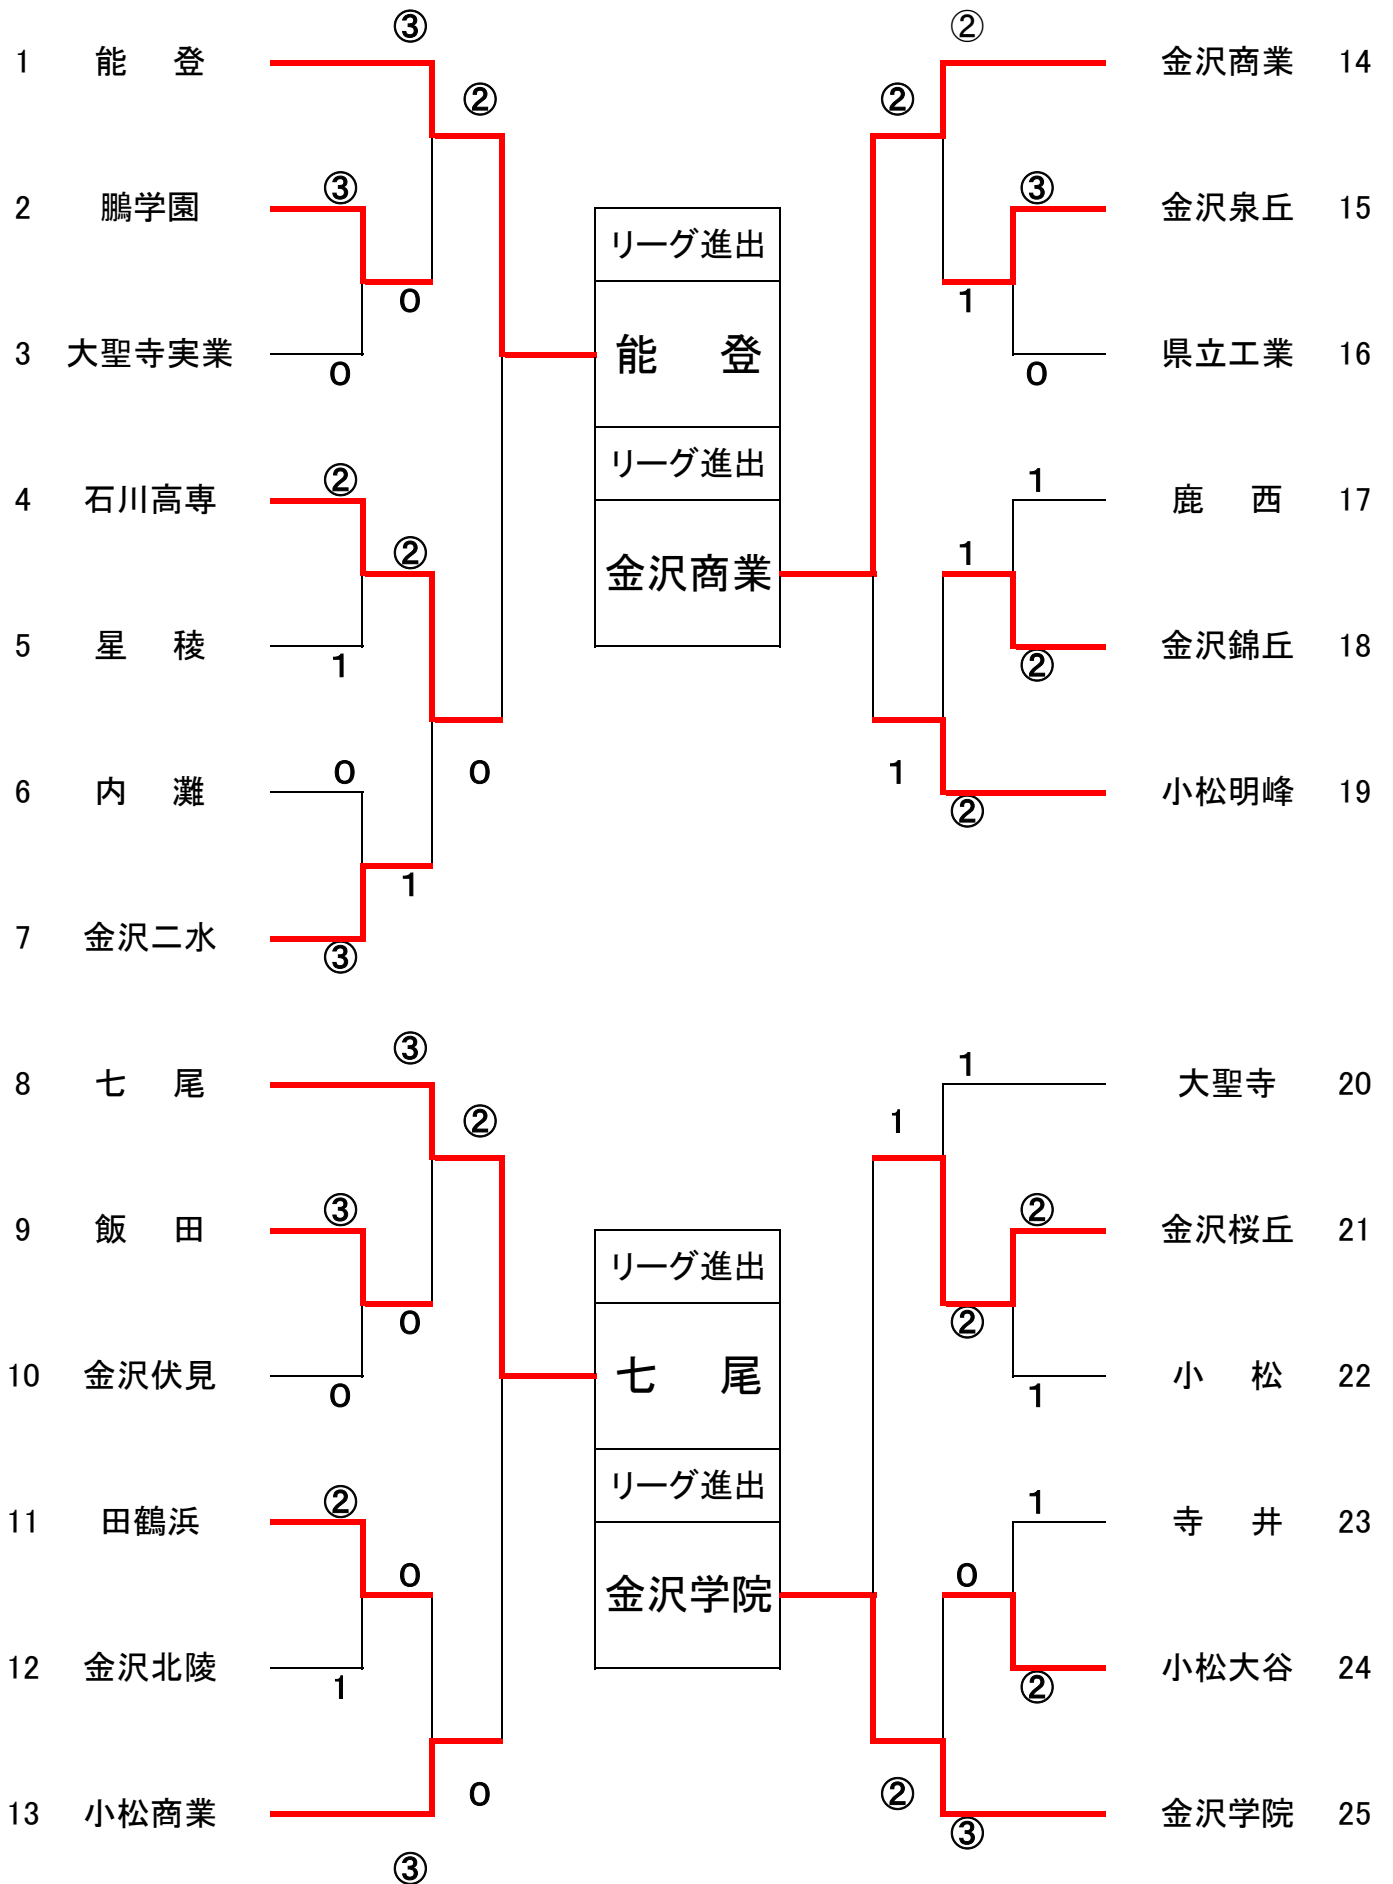 ③ ②
1 能 登 金沢商業 14
② ②
③ ③
2 鵬学園 金沢泉丘 15
リーグ進出
0 1
3 大聖寺実業 0 能 登 0 県立工業 16
リーグ進出
② 1
4 石川高専 鹿 西 17
② 1
金沢商業
5 星 稜 1 ② 金沢錦丘 18
0 0 1
6 内 灘 ② 小松明峰 19
1
7 金沢二水 ③
③ 1
8 七 尾 大聖寺 20
② 1
③ ②
9 飯 田 金沢桜丘 21
リーグ進出
0 ②
10 金沢伏見 0 七 尾 1 小 松 22
リーグ進出
② 1
11 田鶴浜 寺 井 23
0 0
金沢学院
12 金沢北陵 1 ② 小松大谷 24
0 ②
13 小松商業 ③ 金沢学院 25
③